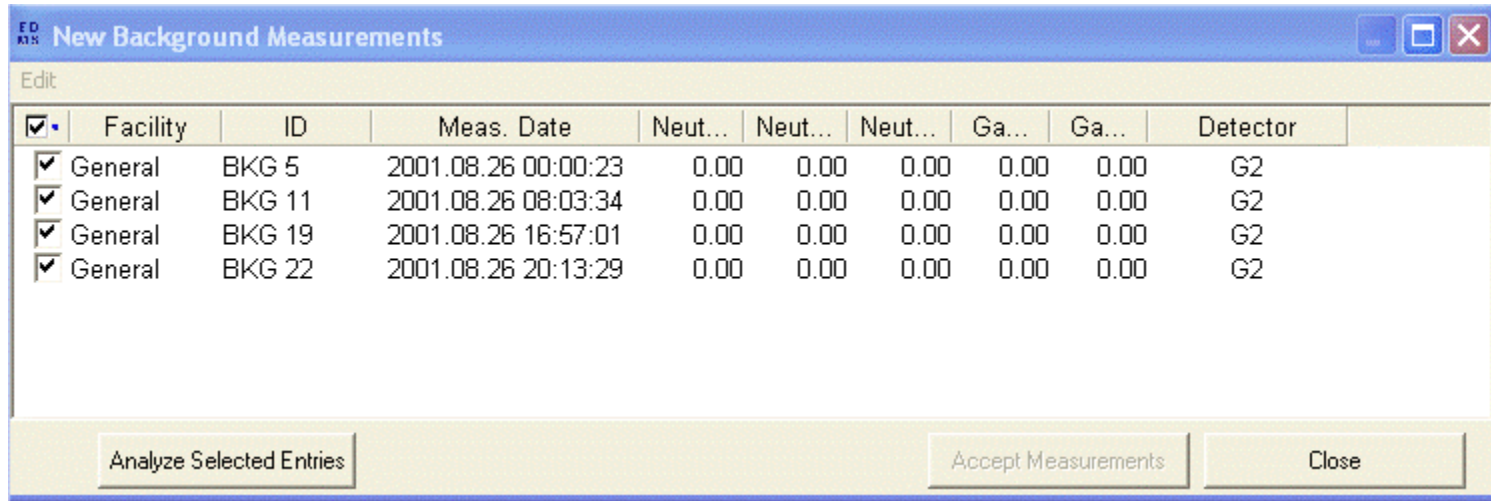 New Background Measurements
Edit
Facility ID Meas. Date Neut... Neut... Neut... Ga... Ga... Detector
General BKG 5 2001.08.26 00:00:23 0.00 0.00 0.00 0.00 0.00 G2
General BKG 11 2001.08.26 08:03:34 0.00 0.00 0.00 0.00 0.00 G2
General BKG 19 2001.08.26 16:57:01 0.00 0.00 0.00 0.00 0.00 G2
General BKG 22 2001.08.26 20:13:29 0.00 0.00 0.00 0.00 0.00 G2
Analyze Selected Entries Accept Measurements Close